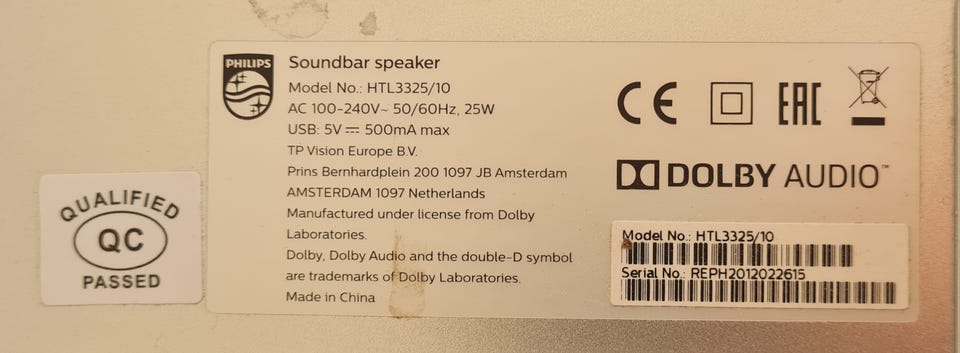 PHILIPS
Soundbar speaker
Model No.: HTL3325/10
AC 100-240V~ 50/60Hz, 25W
USB: 5V ⎓ 500mA max
TP Vision Europe B.V.
Prins Bernhardplein 200 1097 JB Amsterdam
AMSTERDAM 1097 Netherlands
Manufactured under license from Dolby
Laboratories.
Dolby, Dolby Audio and the double-D symbol
are trademarks of Dolby Laboratories.
Made in China
CE EAC
DOLBY AUDIO™
Model No.: HTL3325/10
Serial No.: REPH2012022615
QUALIFIED
QC
PASSED